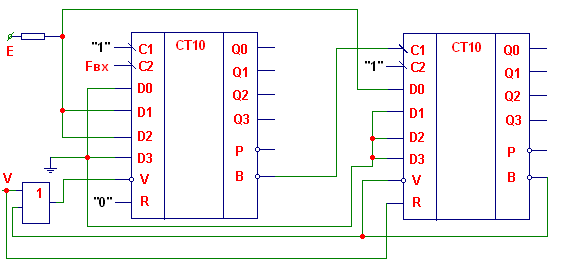 E
"1"
Fвх
C1
C2
D0
D1
D2
D3
V
R
CT10
Q0
Q1
Q2
Q3
P
B
V
1
"0"
"1"
C1
C2
D0
D1
D2
D3
V
R
CT10
Q0
Q1
Q2
Q3
P
B